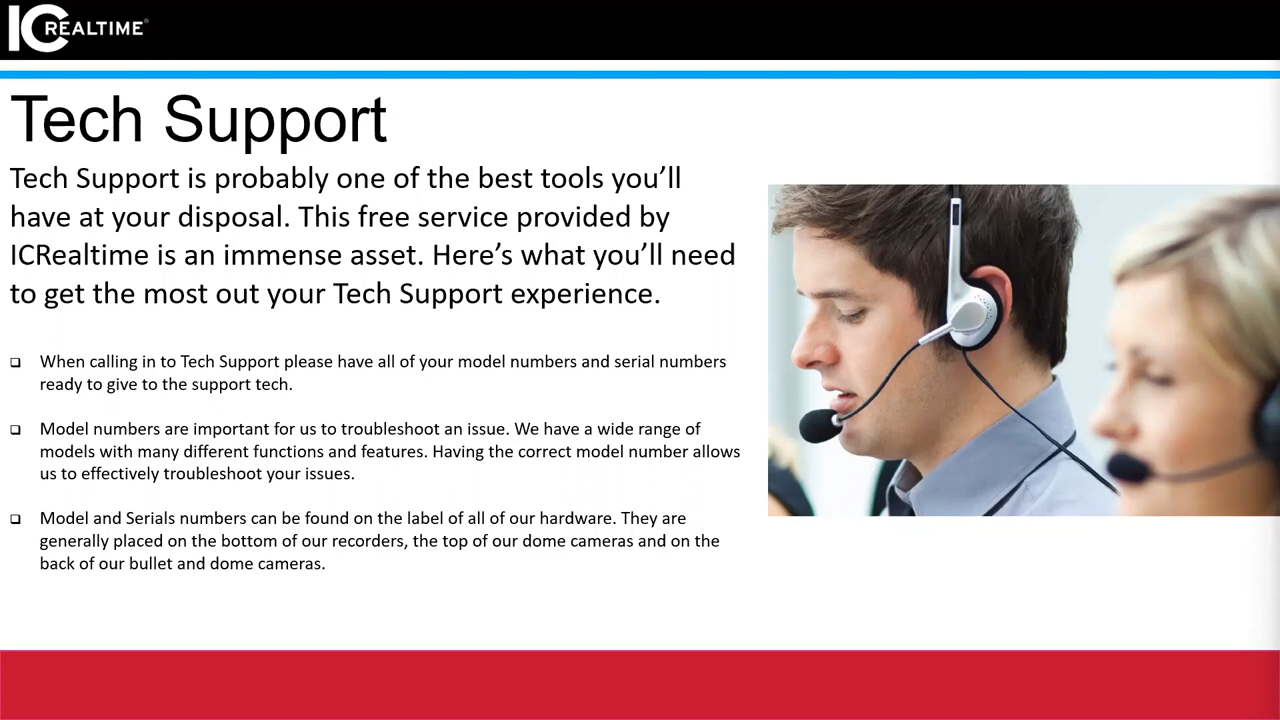 IC REALTIME®
Tech Support
Tech Support is probably one of the best tools you’ll
have at your disposal. This free service provided by
ICRealtime is an immense asset. Here’s what you’ll need
to get the most out your Tech Support experience.
❑ When calling in to Tech Support please have all of your model numbers and serial numbers
ready to give to the support tech.
❑ Model numbers are important for us to troubleshoot an issue. We have a wide range of
models with many different functions and features. Having the correct model number allows
us to effectively troubleshoot your issues.
❑ Model and Serials numbers can be found on the label of all of our hardware. They are
generally placed on the bottom of our recorders, the top of our dome cameras and on the
back of our bullet and dome cameras.